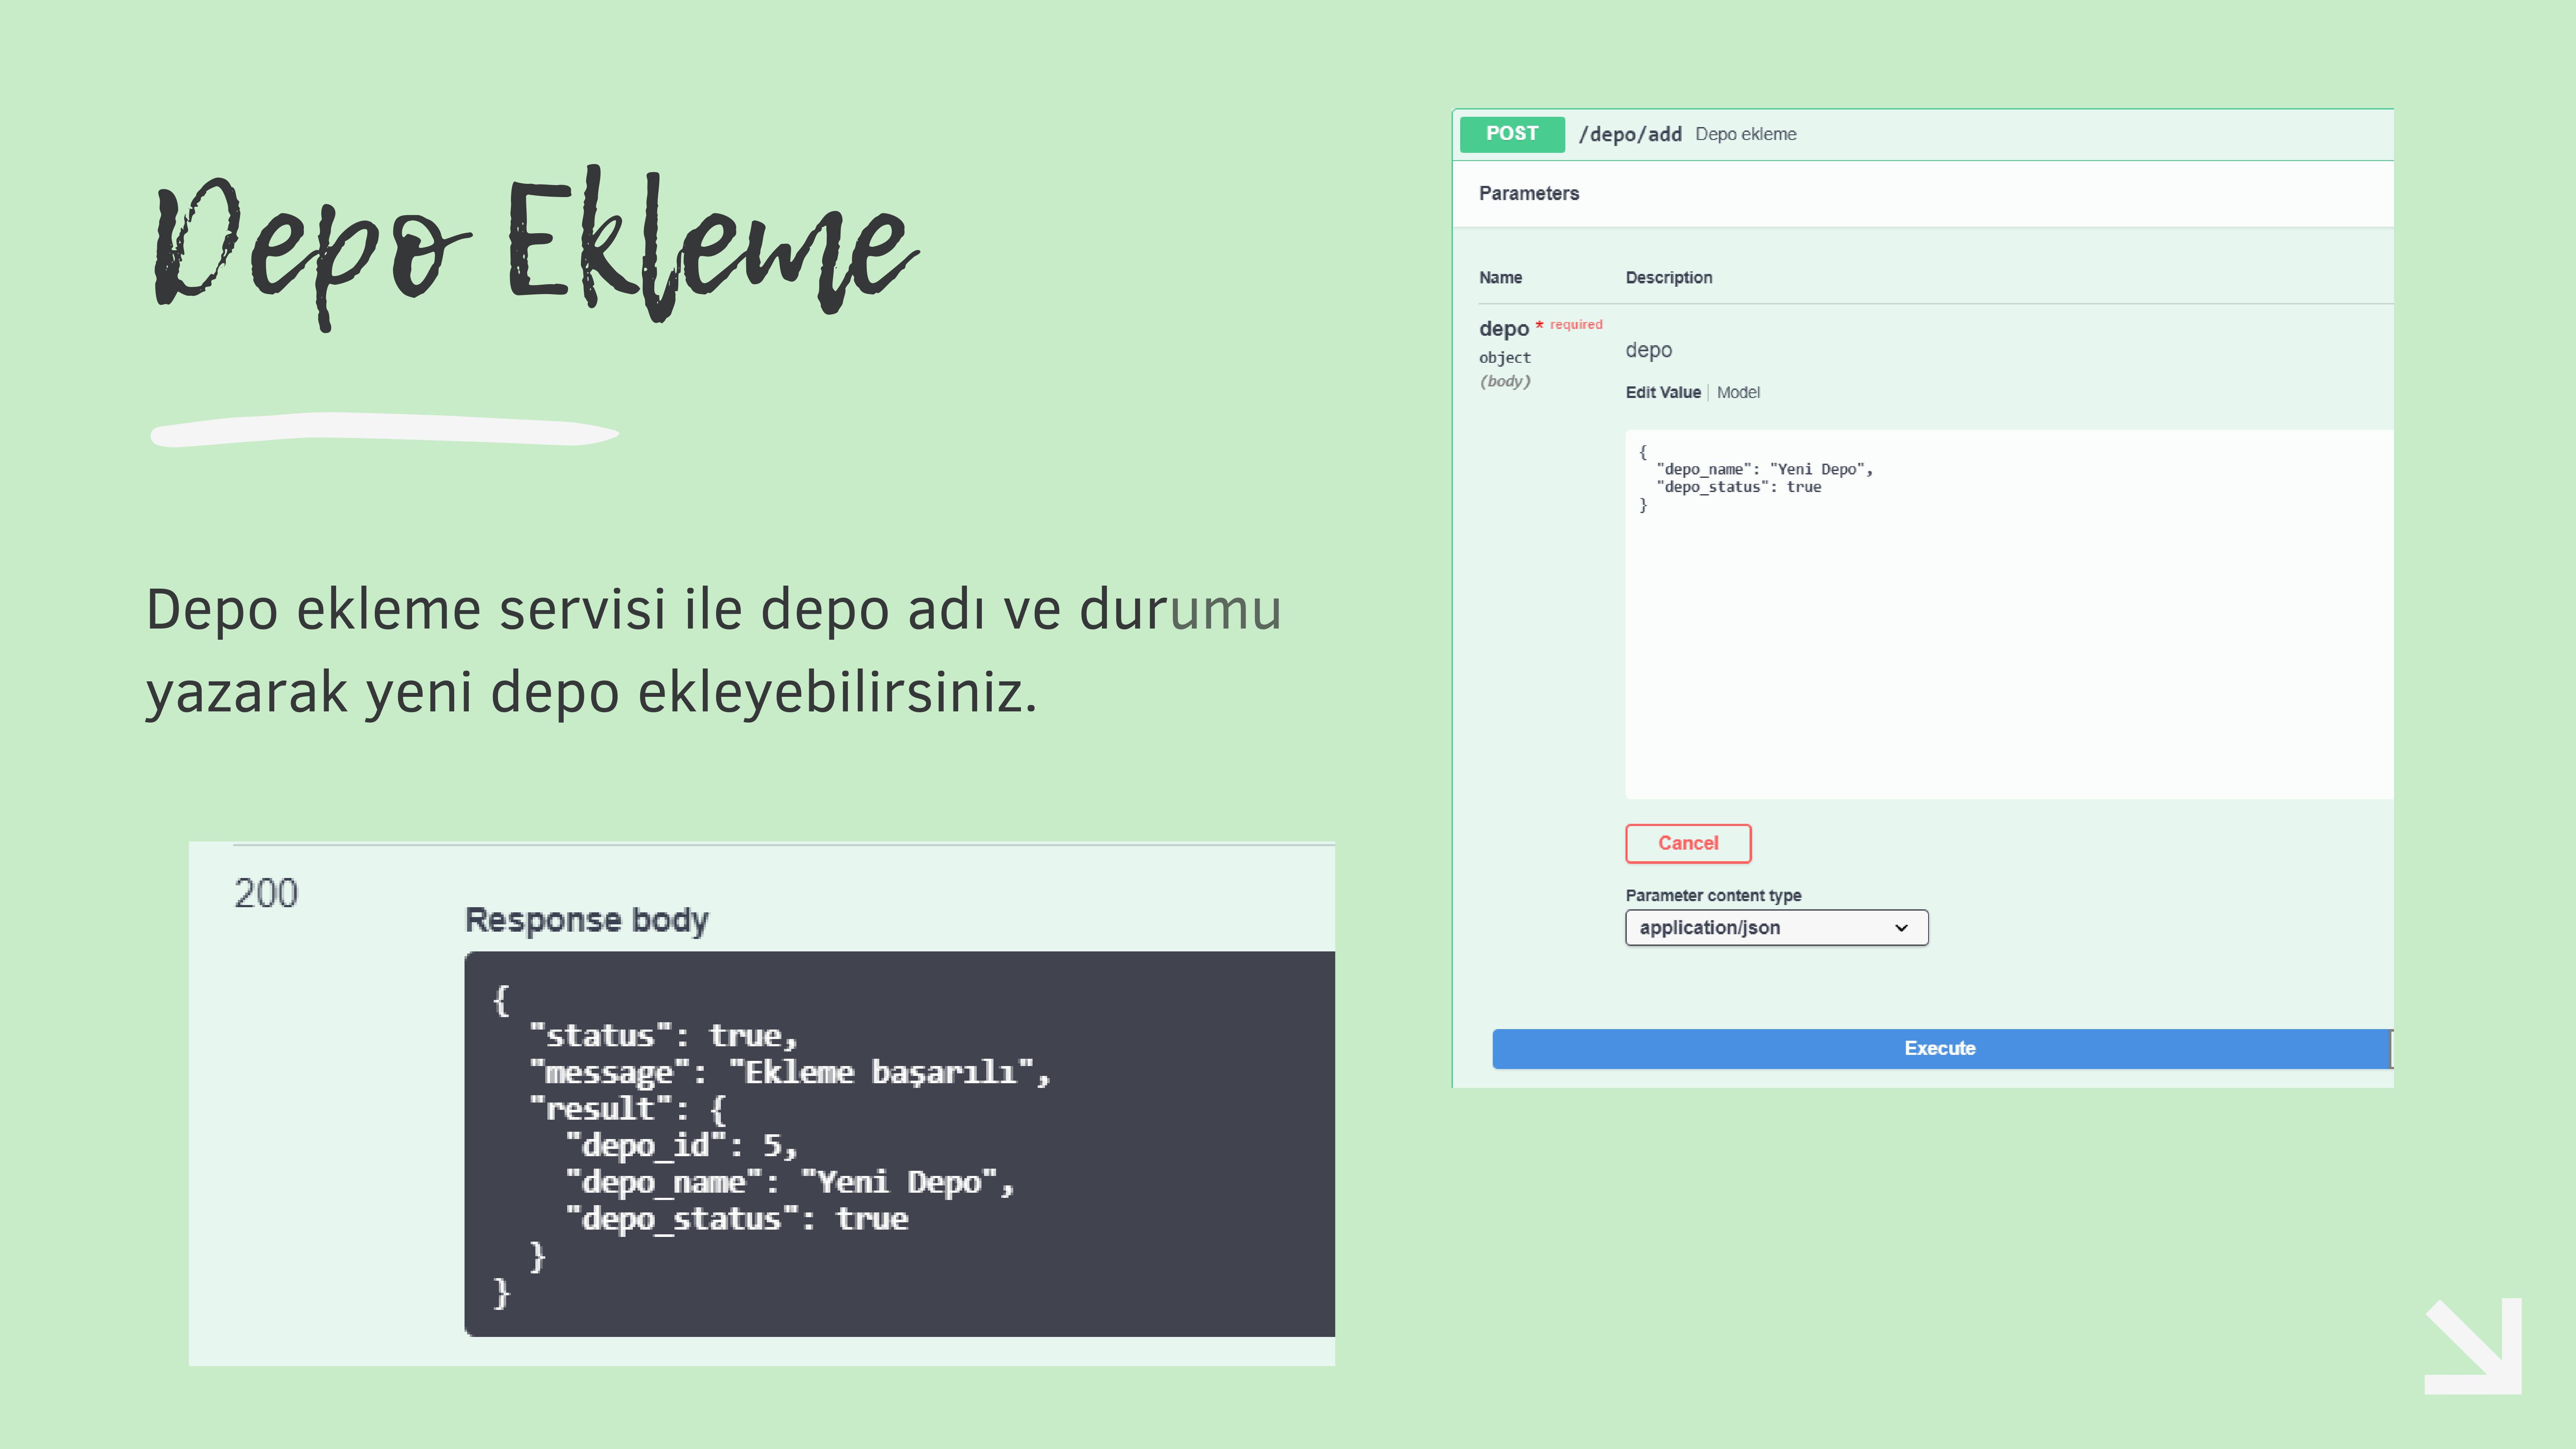 Depo Ekleme
Depo ekleme servisi ile depo adı ve durumu
yazarak yeni depo ekleyebilirsiniz.
200
Response body
{
  "status": true,
  "message": "Ekleme başarılı",
  "result": {
    "depo_id": 5,
    "depo_name": "Yeni Depo",
    "depo_status": true
  }
}
POST /depo/add Depo ekleme
Parameters
Name Description
depo * required
object
(body)
depo
Edit Value | Model
{
  "depo_name": "Yeni Depo",
  "depo_status": true
}
Cancel
Parameter content type
application/json
Execute